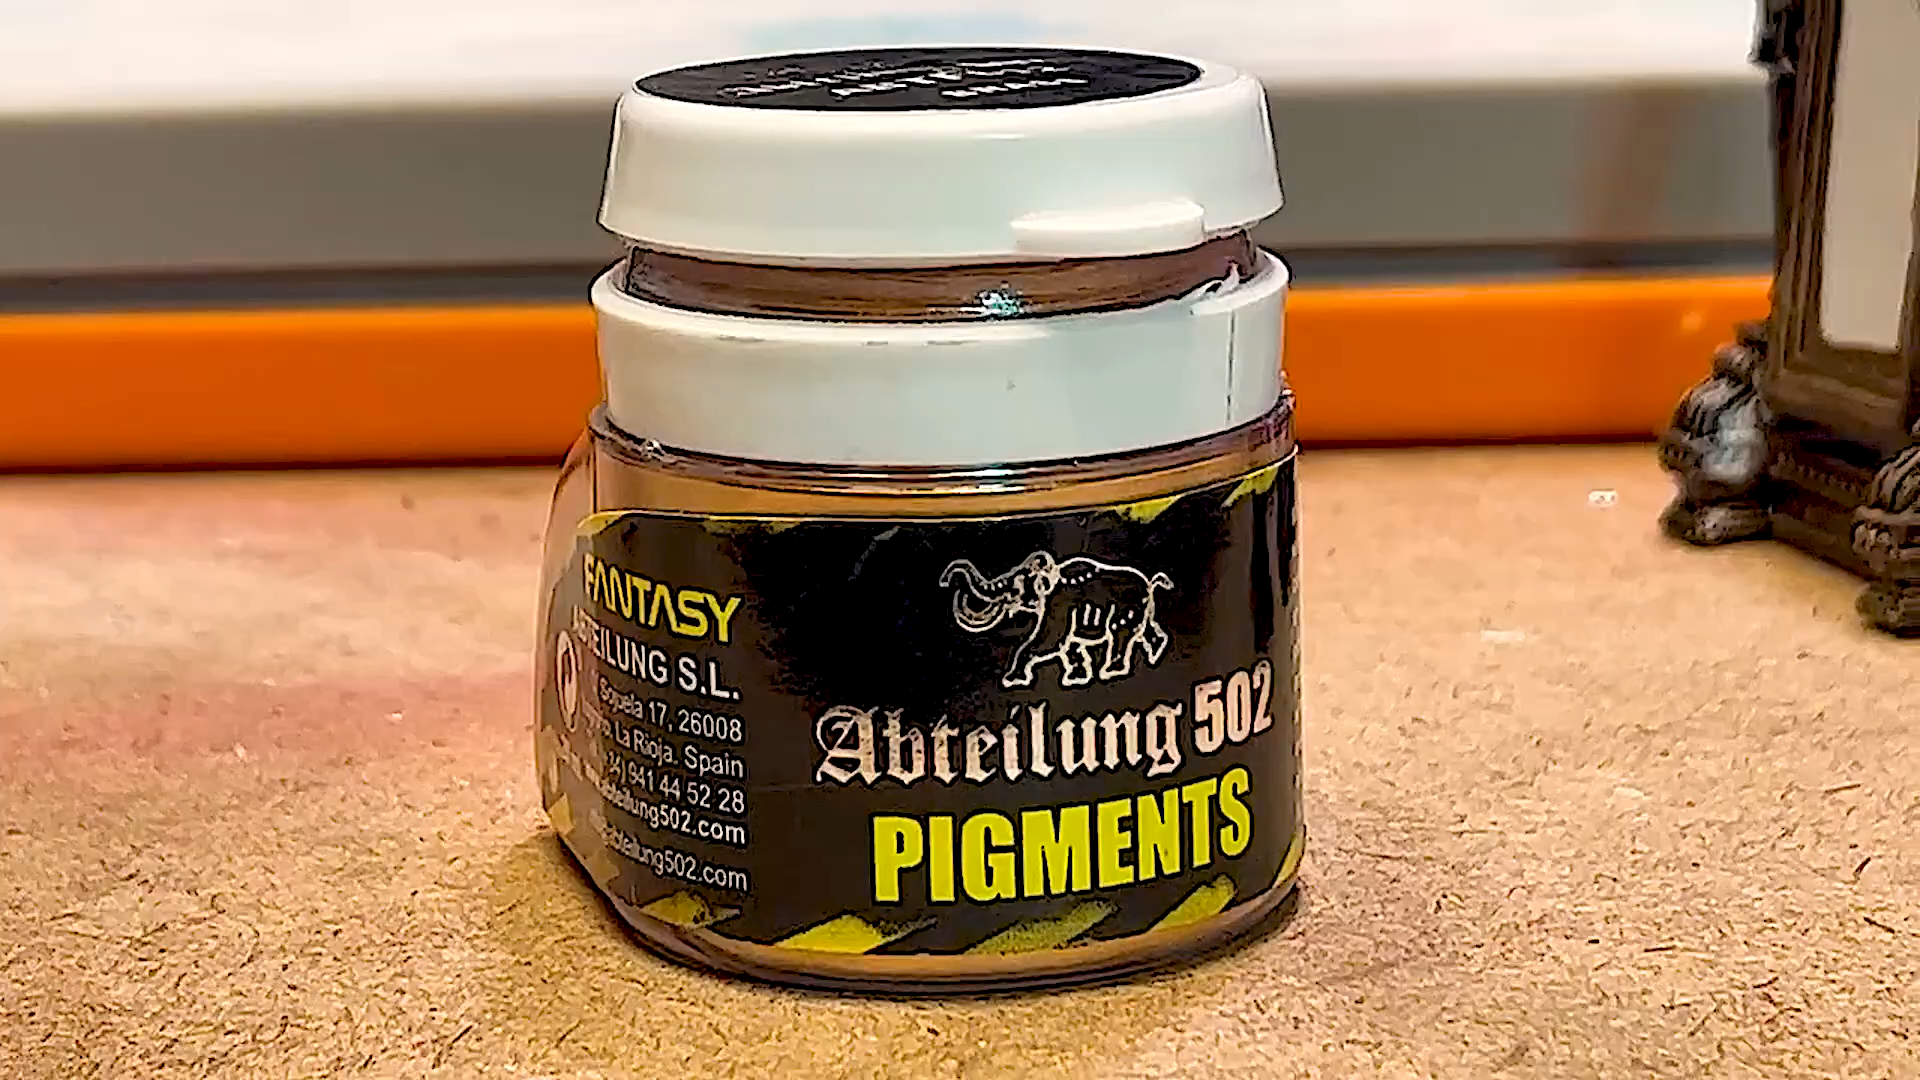 FANTASY
ABTEILUNG S.L.
Sopela 17, 26008
La Rioja. Spain
941 44 52 28
abteilung502.com
abteilung502.com
Abteilung 502
PIGMENTS